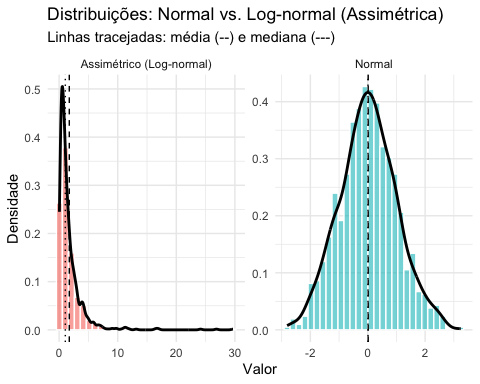 Distribuições: Normal vs. Log-normal (Assimétrica)
Linhas tracejadas: média (--) e mediana (---)
Assimétrico (Log-normal)
Normal
Densidade
0.5
0.4
0.3
0.2
0.1
0.0
0.4
0.3
0.2
0.1
0.0
0 10 20 30
-2 0 2
Valor